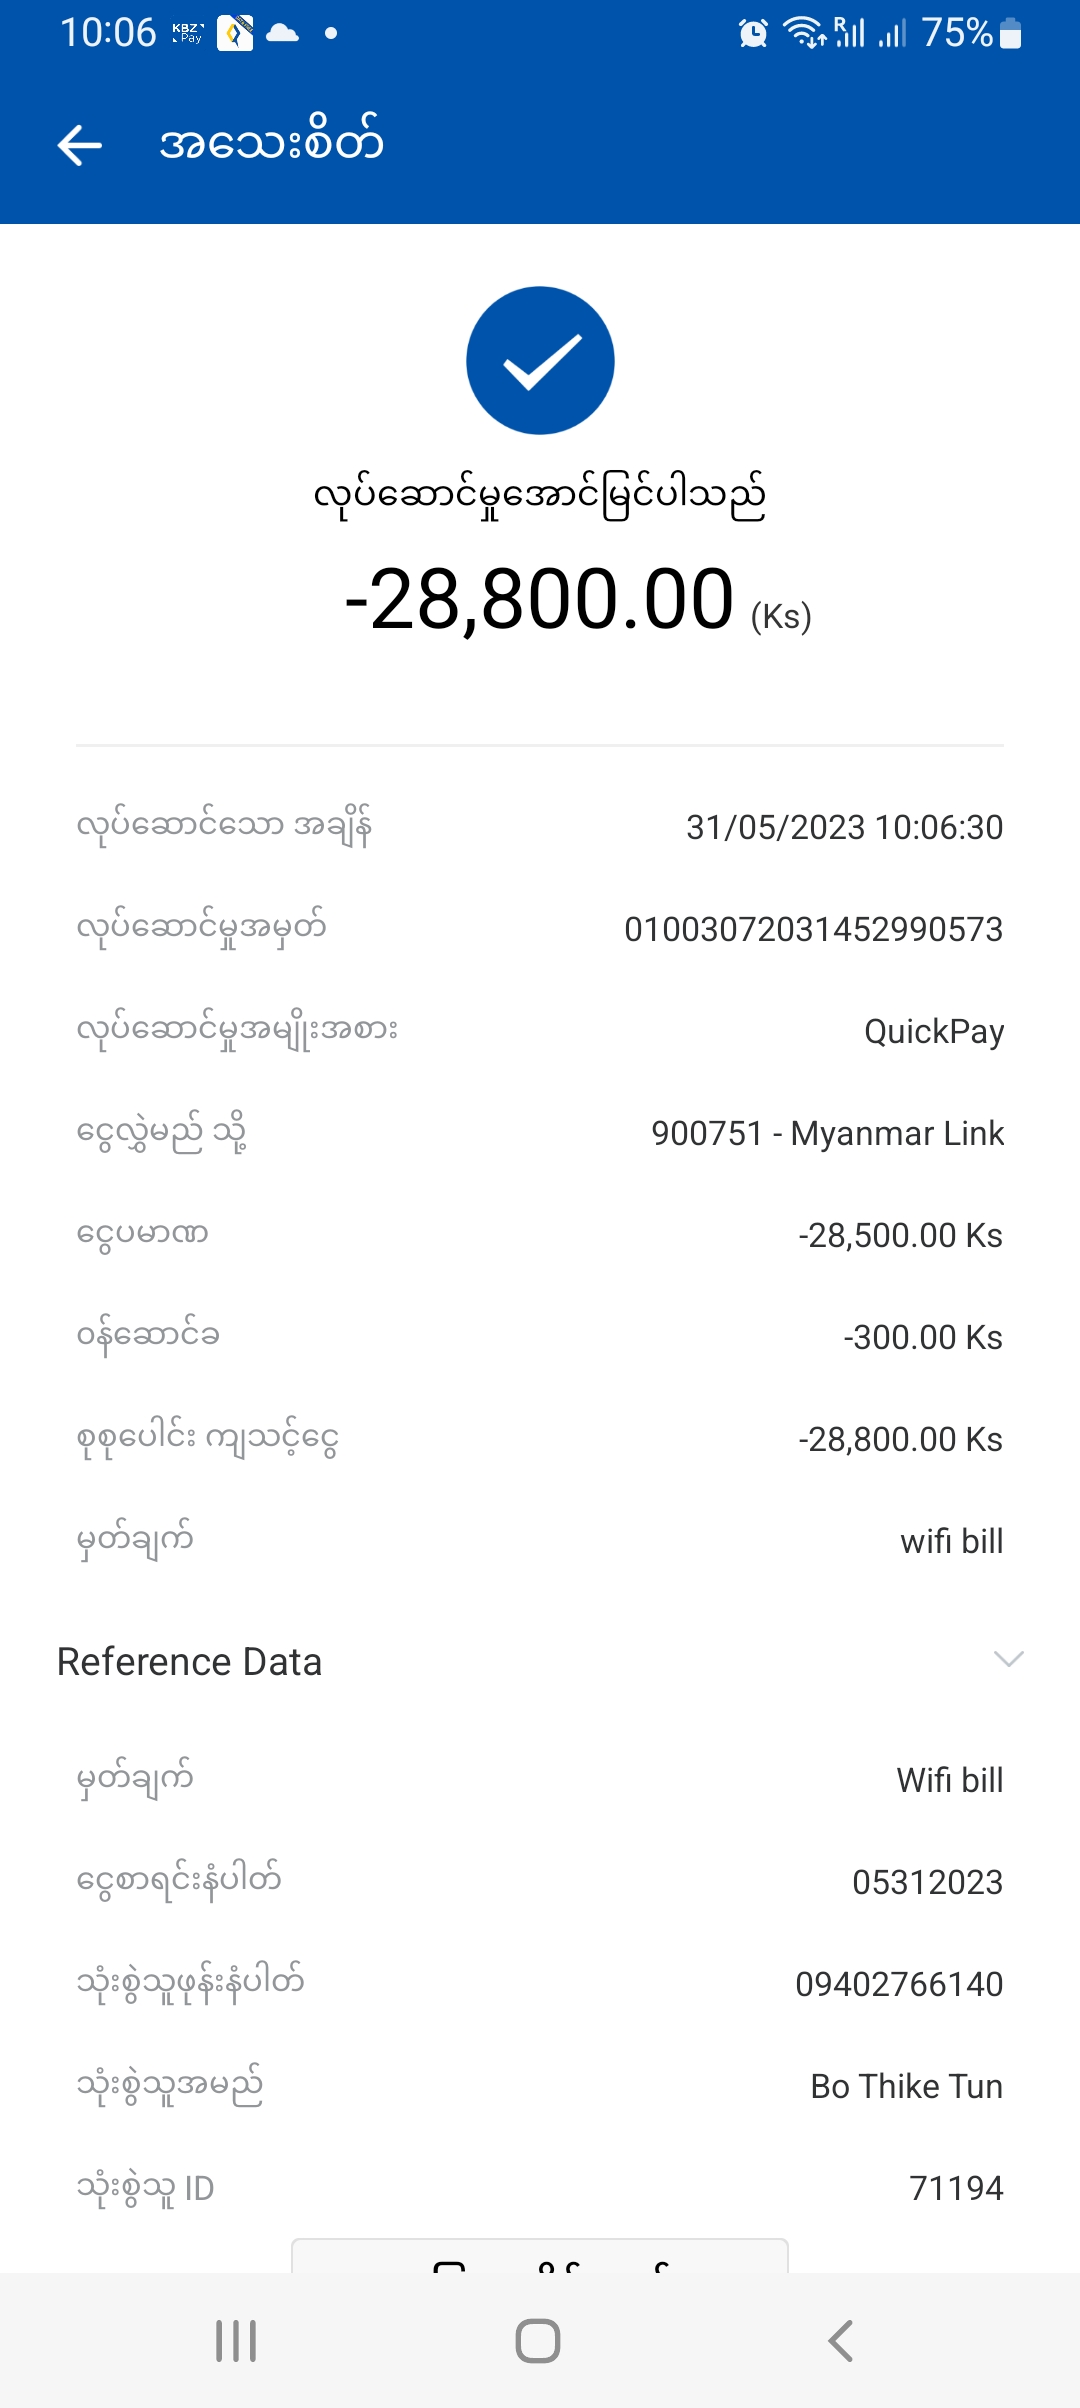 10:06 KBZ Pay 75%
အသေးစိတ်
လုပ်ဆောင်မှုအောင်မြင်ပါသည်
-28,800.00 (Ks)
လုပ်ဆောင်သော အချိန် 31/05/2023 10:06:30
လုပ်ဆောင်မှုအမှတ် 01003072031452990573
လုပ်ဆောင်မှုအမျိုးအစား QuickPay
ငွေလွှဲမည် သို့ 900751 - Myanmar Link
ငွေပမာဏ -28,500.00 Ks
ဝန်ဆောင်ခ -300.00 Ks
စုစုပေါင်း ကျသင့်ငွေ -28,800.00 Ks
မှတ်ချက် wifi bill
Reference Data
မှတ်ချက် Wifi bill
ငွေစာရင်းနံပါတ် 05312023
သုံးစွဲသူဖုန်းနံပါတ် 09402766140
သုံးစွဲသူအမည် Bo Thike Tun
သုံးစွဲသူ ID 71194